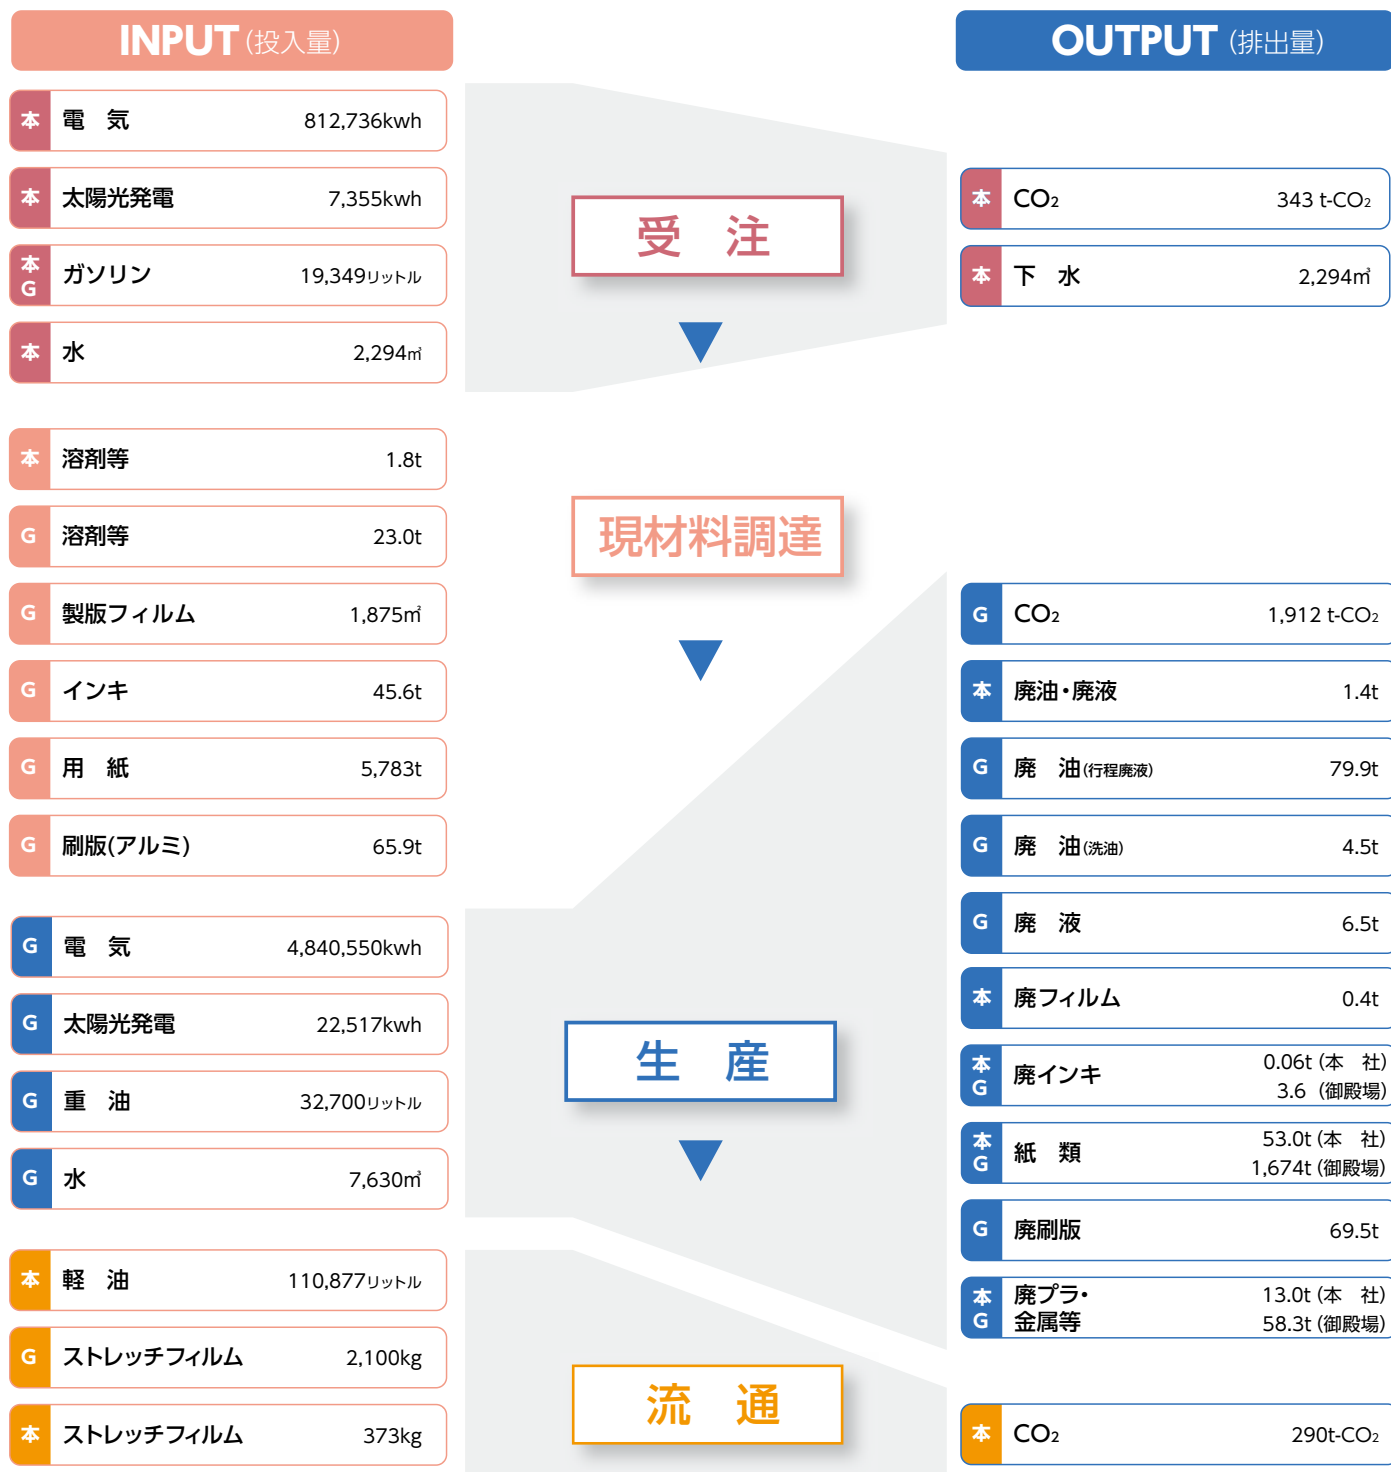 INPUT (投入量)
本 電　気 812,736kwh
本 太陽光発電 7,355kwh
本G ガソリン 19,349リットル
本 水 2,294㎥
本 溶剤等 1.8t
G 溶剤等 23.0t
G 製版フィルム 1,875㎡
G インキ 45.6t
G 用　紙 5,783t
G 刷版(アルミ) 65.9t
G 電　気 4,840,550kwh
G 太陽光発電 22,517kwh
G 重　油 32,700リットル
G 水 7,630㎥
本 軽　油 110,877リットル
G ストレッチフィルム 2,100kg
本 ストレッチフィルム 373kg
受　注
現材料調達
生　産
流　通
OUTPUT (排出量)
本 CO₂ 343 t-CO₂
本 下　水 2,294㎥
G CO₂ 1,912 t-CO₂
本 廃油・廃液 1.4t
G 廃　油(行程廃液) 79.9t
G 廃　油(洗油) 4.5t
G 廃　液 6.5t
本 廃フィルム 0.4t
本G 廃インキ 0.06t (本　社)
3.6 (御殿場)
本G 紙　類 53.0t (本　社)
1,674t (御殿場)
G 廃刷版 69.5t
本G 廃プラ・ 13.0t (本　社)
金属等 58.3t (御殿場)
本 CO₂ 290t-CO₂